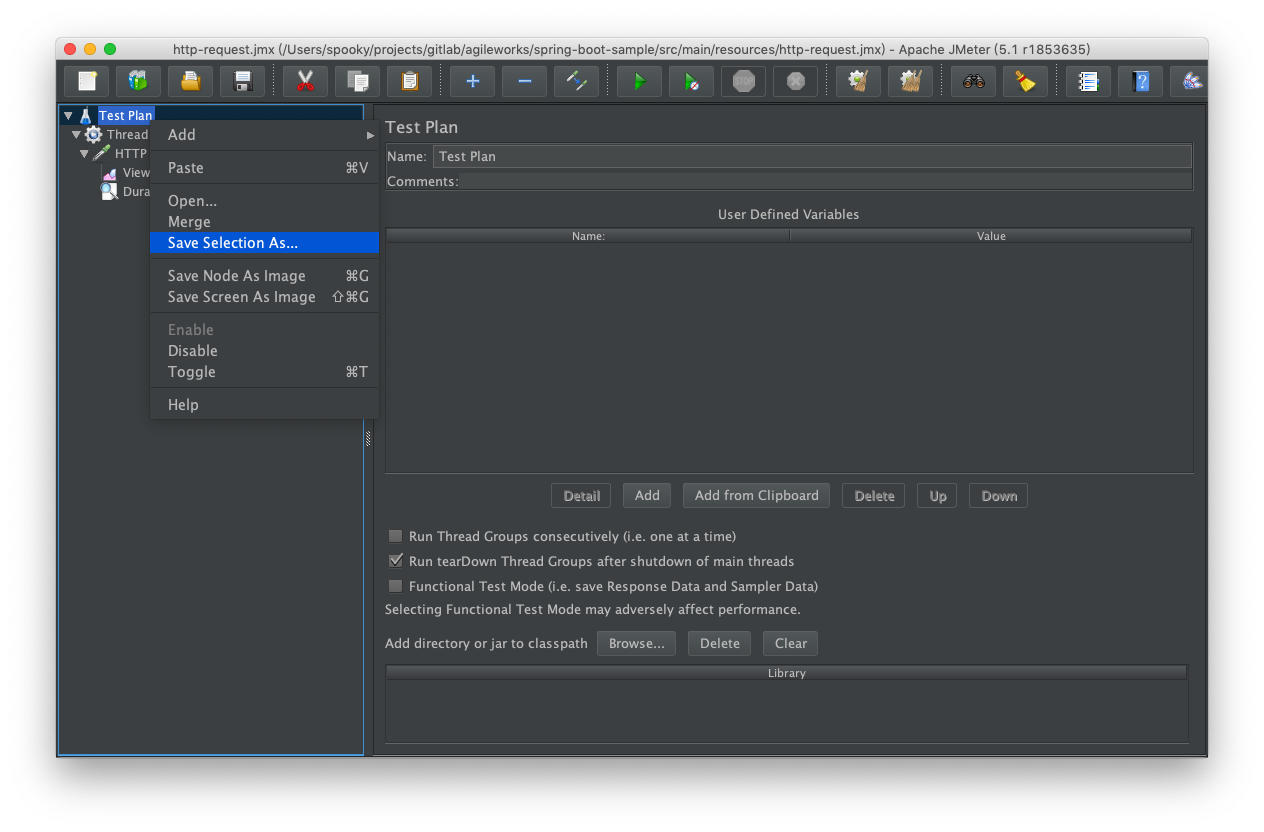 http-request.jmx (/Users/spooky/projects/gitlab/agileworks/spring-boot-sample/src/main/resources/http-request.jmx) - Apache JMeter (5.1 r1853635)
STOP
Test Plan
Thread
HTTP
View
Dura
Add
Paste ⌘V
Open...
Merge
Save Selection As...
Save Node As Image ⌘G
Save Screen As Image ⇧⌘G
Enable
Disable
Toggle ⌘T
Help
Test Plan
Name: Test Plan
Comments:
User Defined Variables
Name: Value
Detail Add Add from Clipboard Delete Up Down
Run Thread Groups consecutively (i.e. one at a time)
Run tearDown Thread Groups after shutdown of main threads
Functional Test Mode (i.e. save Response Data and Sampler Data)
Selecting Functional Test Mode may adversely affect performance.
Add directory or jar to classpath Browse... Delete Clear
Library